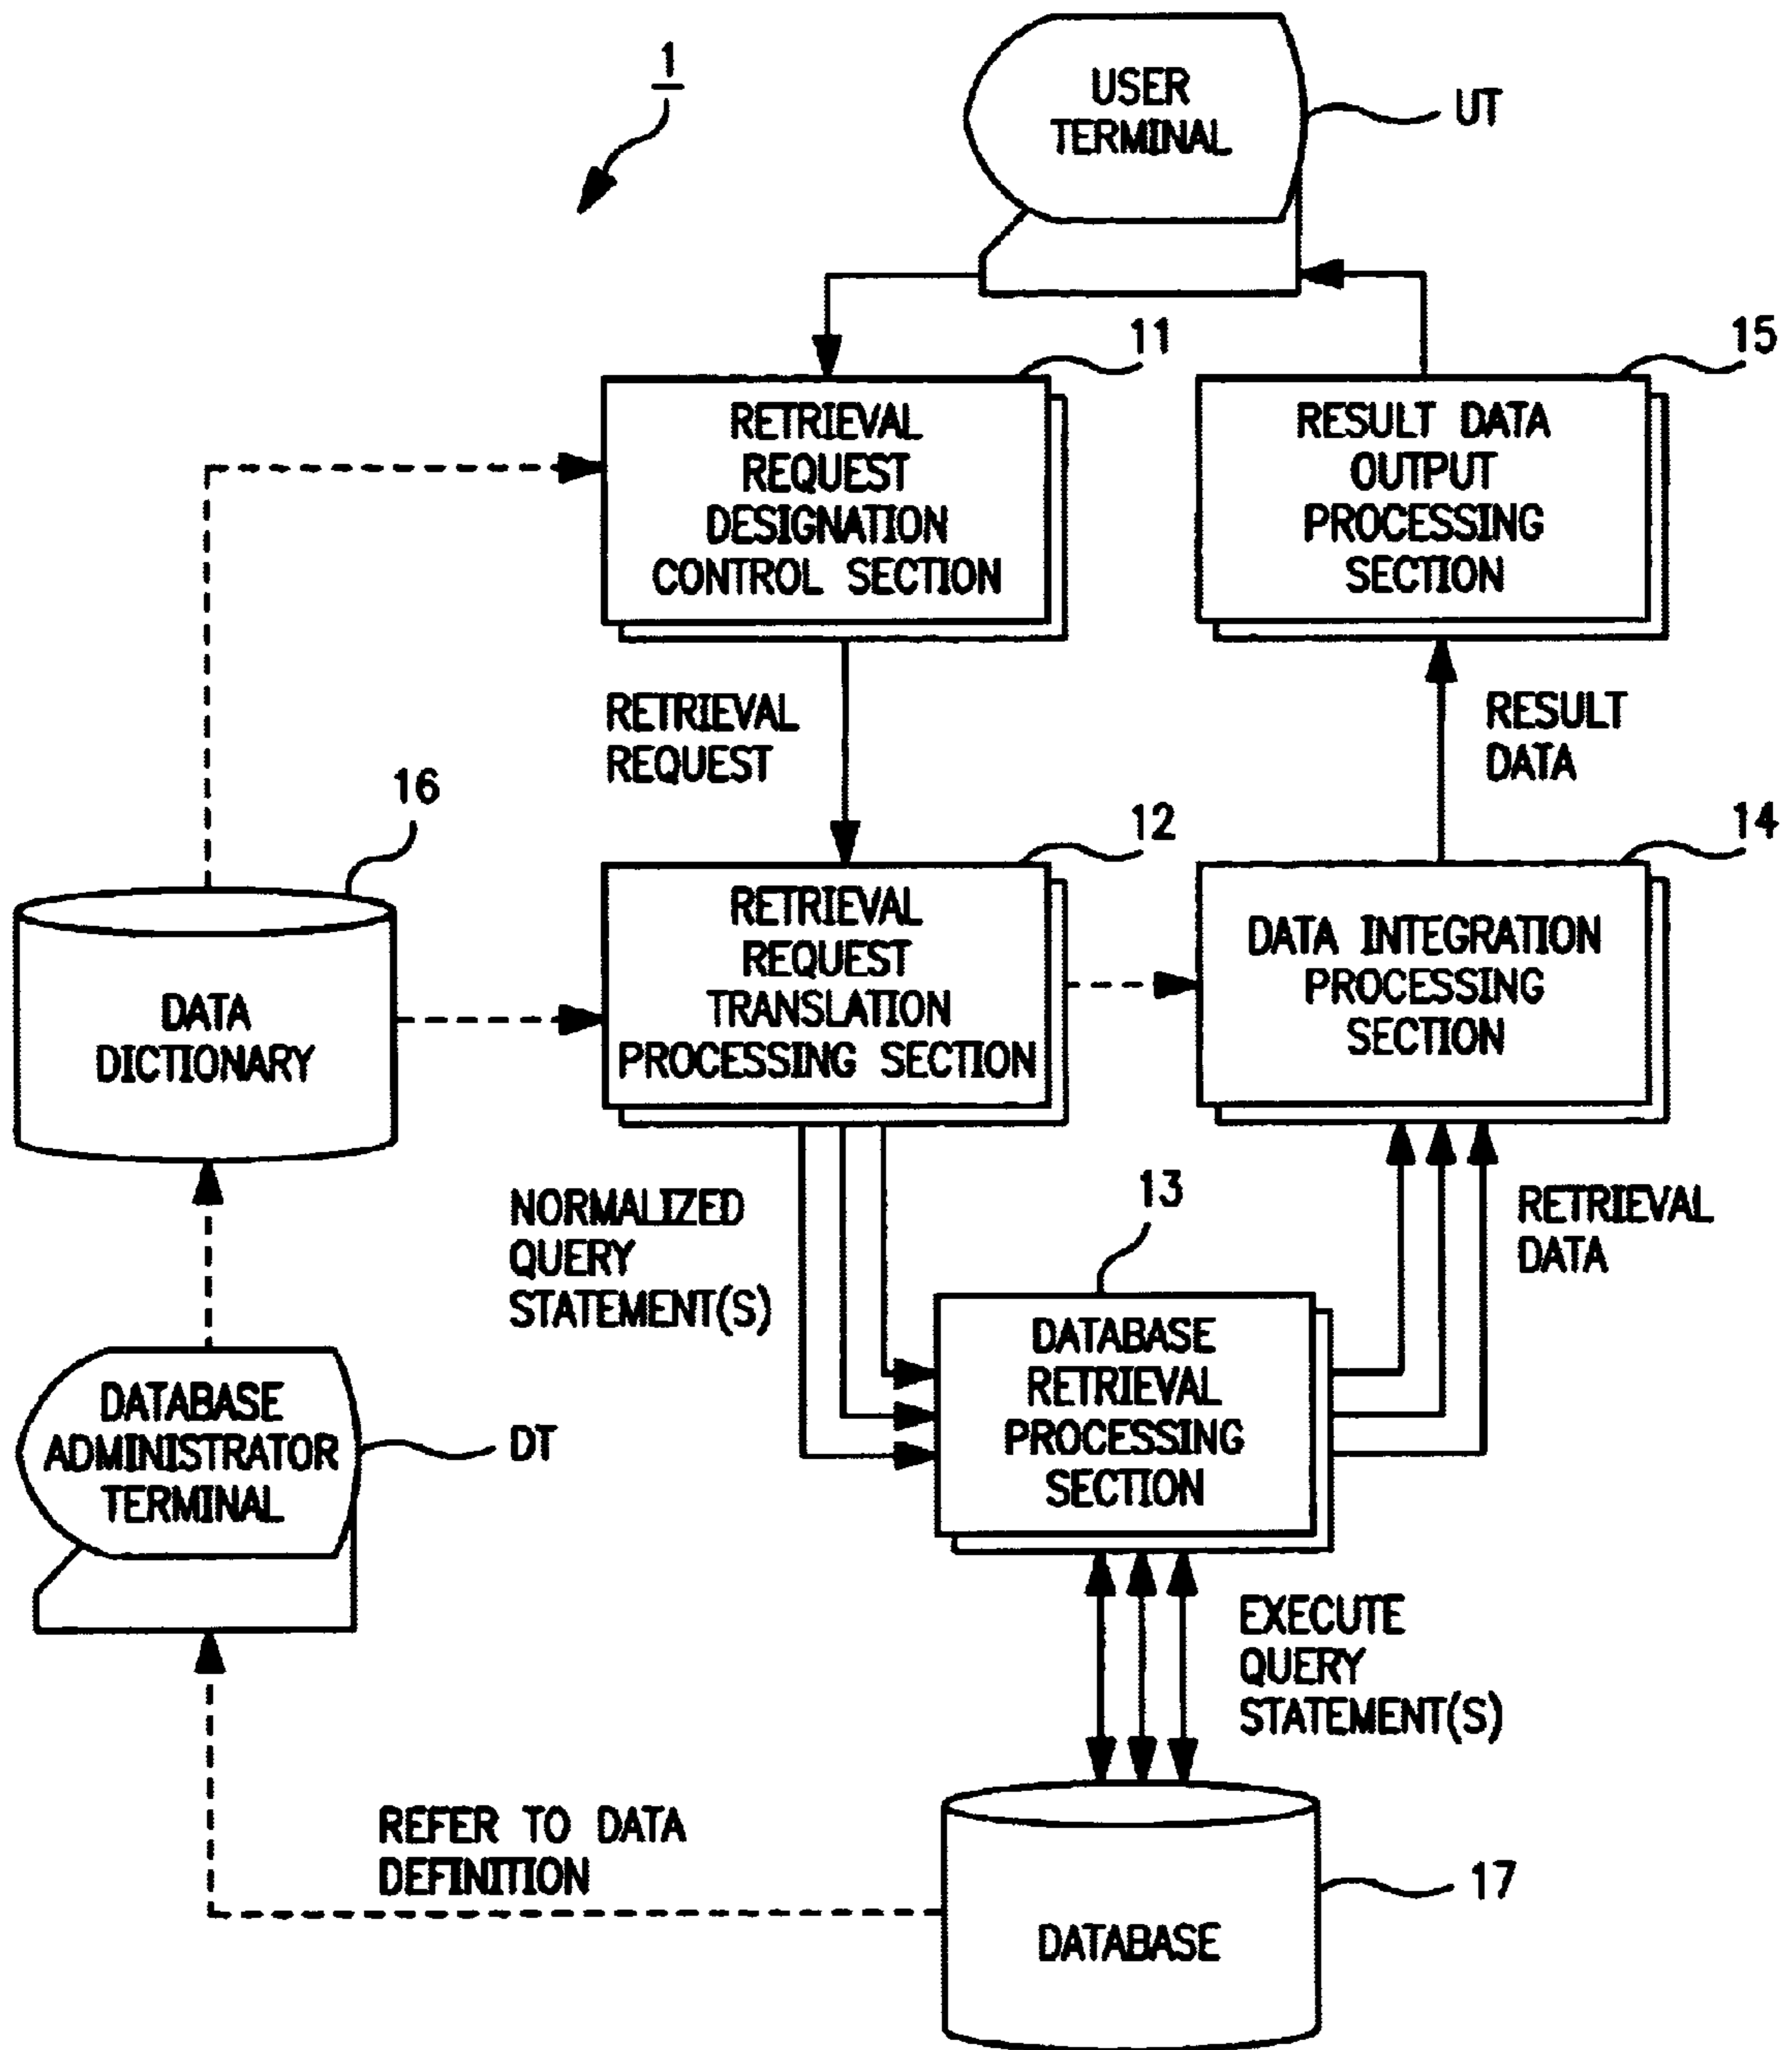 1
USER
TERMINAL
UT
11
15
RETRIEVAL
REQUEST
DESIGNATION
CONTROL SECTION
RESULT DATA
OUTPUT
PROCESSING
SECTION
RETRIEVAL
REQUEST
RESULT
DATA
16
12
14
DATA
DICTIONARY
RETRIEVAL
REQUEST
TRANSLATION
PROCESSING SECTION
DATA INTEGRATION
PROCESSING
SECTION
NORMALIZED
QUERY
STATEMENT(S)
13
RETRIEVAL
DATA
DATABASE
ADMINISTRATOR
TERMINAL
DT
DATABASE
RETRIEVAL
PROCESSING
SECTION
EXECUTE
QUERY
STATEMENT(S)
REFER TO DATA
DEFINITION
17
DATABASE